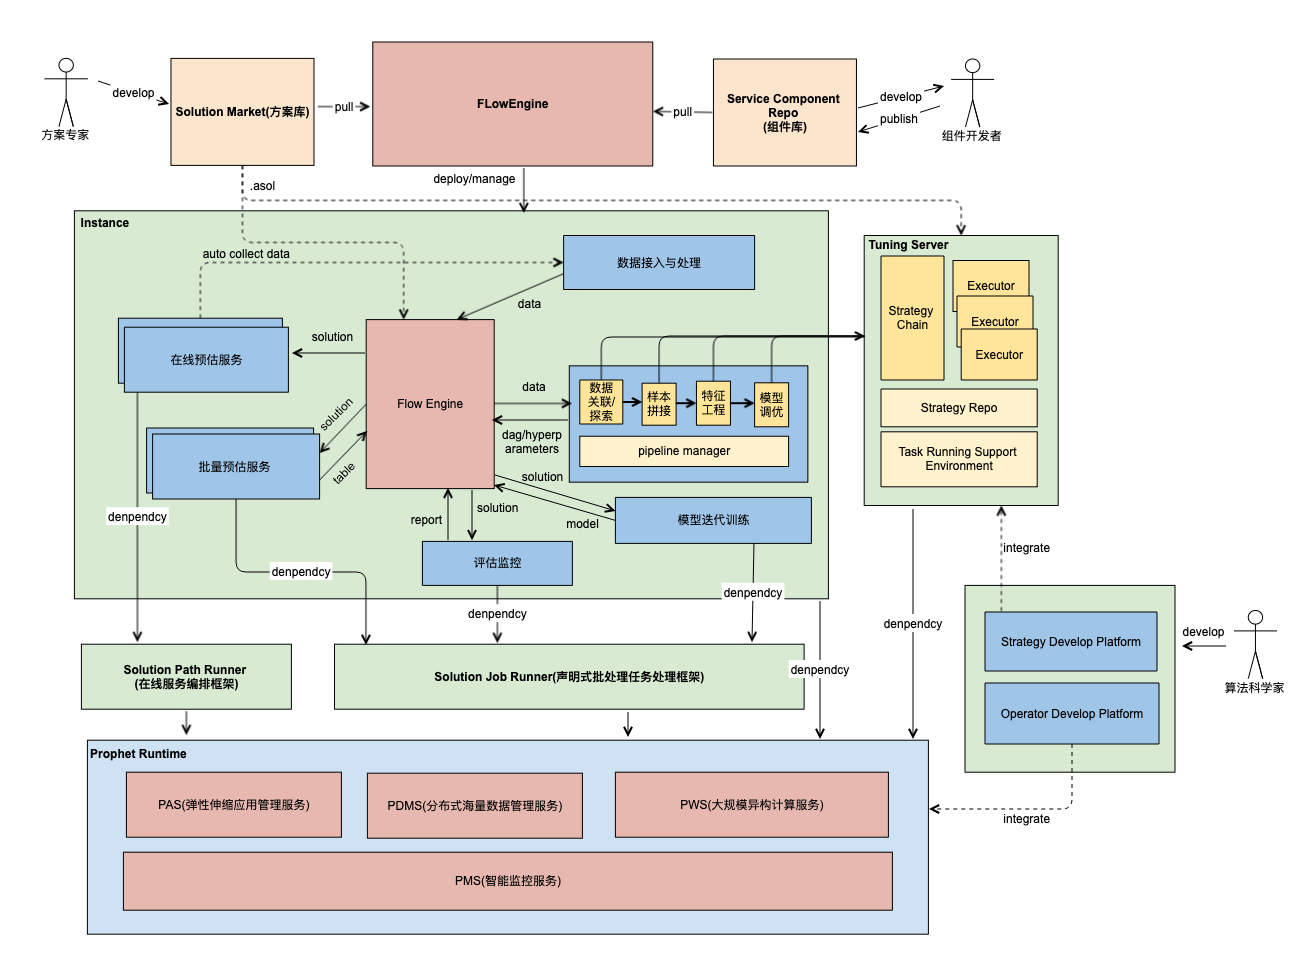 develop
方案专家
Solution Market(方案库)
pull
FLowEngine
pull
Service Component
Repo
(组件库)
develop
publish
组件开发者
.asol
deploy/manage
Instance
auto collect data
数据接入与处理
data
solution
在线预估服务
Flow Engine
solution
table
批量预估服务
data
dag/hyperp
arameters
数据
关联/
探索
样本
拼接
特征
工程
模型
调优
pipeline manager
solution
model
模型迭代训练
report
solution
评估监控
Tuning Server
Strategy
Chain
Executor
Executor
Executor
Strategy Repo
Task Running Support
Environment
denpendcy
denpendcy
denpendcy
denpendcy
denpendcy
denpendcy
integrate
Strategy Develop Platform
Operator Develop Platform
develop
算法科学家
integrate
Solution Path Runner
(在线服务编排框架)
Solution Job Runner(声明式批处理任务处理框架)
Prophet Runtime
PAS(弹性伸缩应用管理服务)
PDMS(分布式海量数据管理服务)
PWS(大规模异构计算服务)
PMS(智能监控服务)